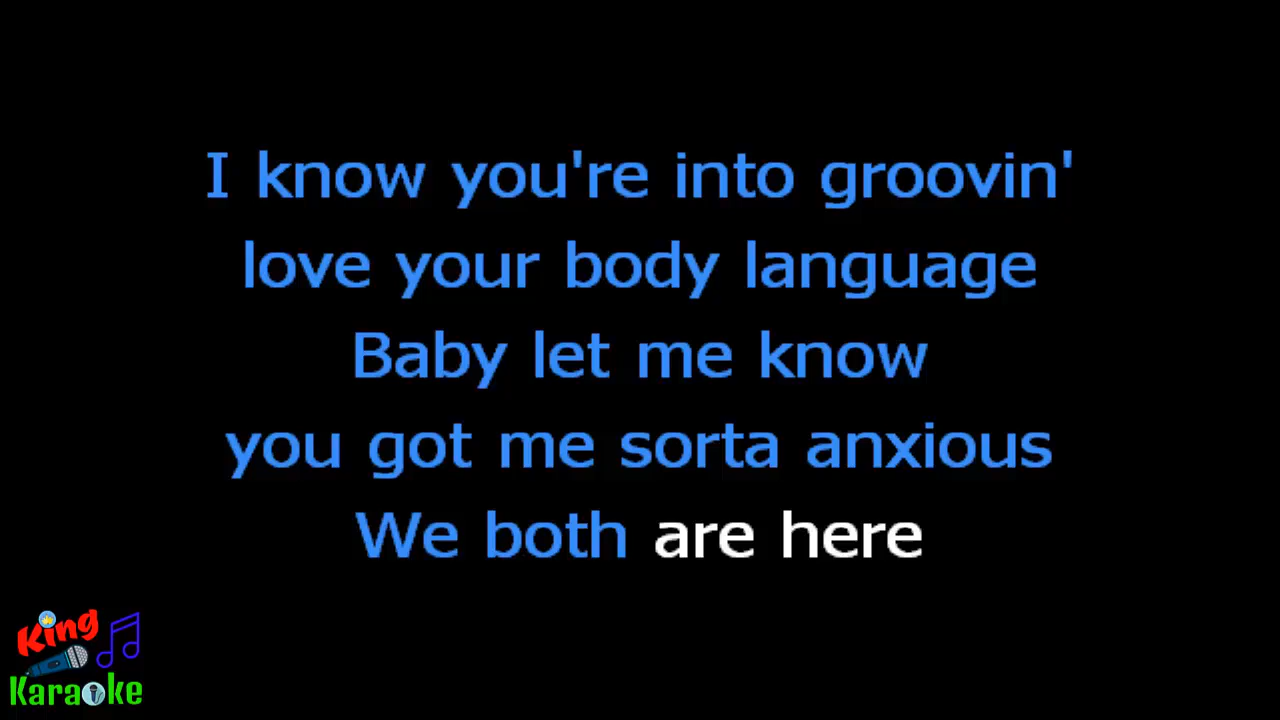 I know you're into groovin'
love your body language
Baby let me know
you got me sorta anxious
We both are here
King
Karaoke